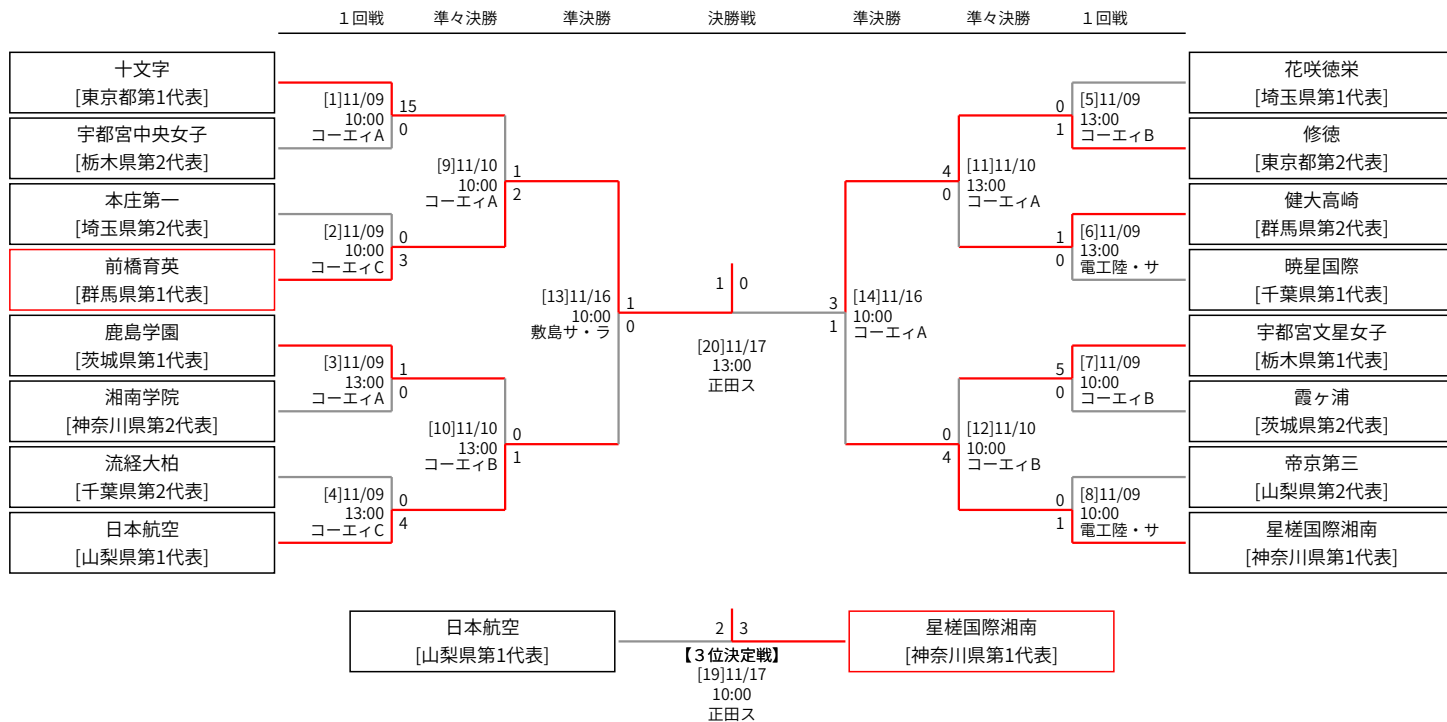 １回戦
準々決勝
準決勝
決勝戦
準決勝
準々決勝
１回戦
十文字
[東京都第1代表]
宇都宮中央女子
[栃木県第2代表]
本庄第一
[埼玉県第2代表]
前橋育英
[群馬県第1代表]
鹿島学園
[茨城県第1代表]
湘南学院
[神奈川県第2代表]
流経大柏
[千葉県第2代表]
日本航空
[山梨県第1代表]
[1]11/09
10:00
コーエィA
15
0
[2]11/09
10:00
コーエィC
0
3
[3]11/09
13:00
コーエィA
1
0
[4]11/09
13:00
コーエィC
0
4
[9]11/10
10:00
コーエィA
1
2
[10]11/10
13:00
コーエィB
0
1
[13]11/16
10:00
敷島サ・ラ
1
0
1 0
[20]11/17
13:00
正田ス
3
1
[14]11/16
10:00
コーエィA
4
0
[11]11/10
13:00
コーエィA
0
4
[12]11/10
10:00
コーエィB
0
1
[5]11/09
13:00
コーエィB
1
0
[6]11/09
13:00
電工陸・サ
5
0
[7]11/09
10:00
コーエィB
0
1
[8]11/09
10:00
電工陸・サ
花咲徳栄
[埼玉県第1代表]
修徳
[東京都第2代表]
健大高崎
[群馬県第2代表]
暁星国際
[千葉県第1代表]
宇都宮文星女子
[栃木県第1代表]
霞ヶ浦
[茨城県第2代表]
帝京第三
[山梨県第2代表]
星槎国際湘南
[神奈川県第1代表]
日本航空
[山梨県第1代表]
2 3
【３位決定戦】
[19]11/17
10:00
正田ス
星槎国際湘南
[神奈川県第1代表]